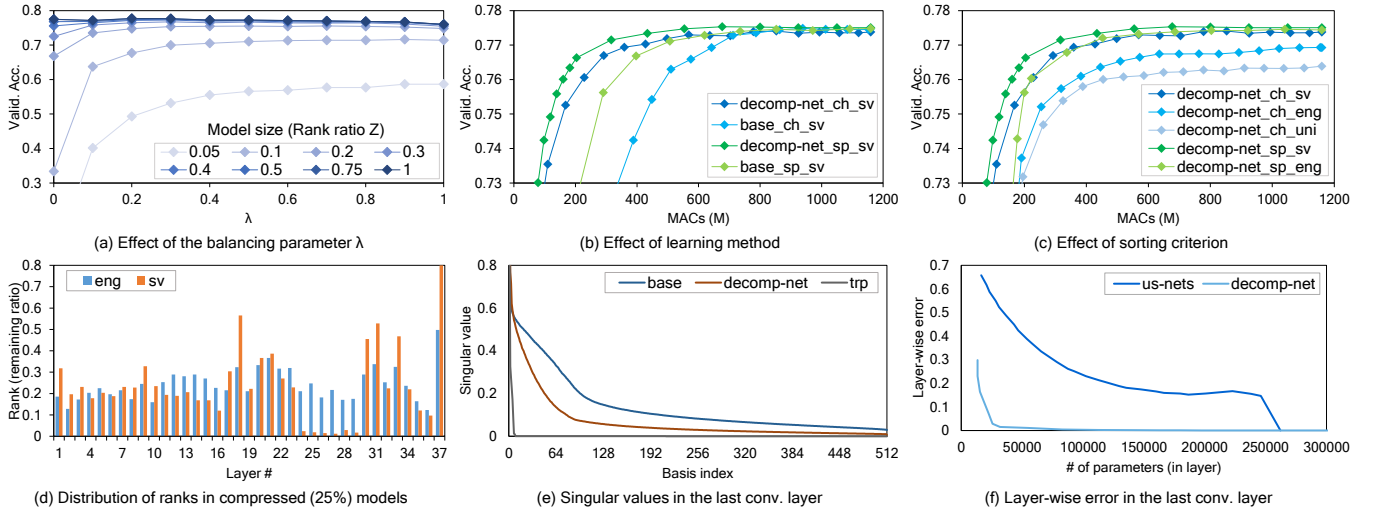 0.8
0.7
0.6
0.5
0.4
0.3
Valid. Acc.
Model size (Rank ratio Z)
0.05 0.1 0.2 0.3
0.4 0.5 0.75 1
0 0.2 0.4 0.6 0.8 1
λ
(a) Effect of the balancing parameter λ
0.78
0.77
0.76
0.75
0.74
0.73
Valid. Acc.
decomp-net_ch_sv
base_ch_sv
decomp-net_sp_sv
base_sp_sv
0 200 400 600 800 1000 1200
MACs (M)
(b) Effect of learning method
0.78
0.77
0.76
0.75
0.74
0.73
Valid. Acc.
decomp-net_ch_sv
decomp-net_ch_eng
decomp-net_ch_uni
decomp-net_sp_sv
decomp-net_sp_eng
0 200 400 600 800 1000 1200
MACs (M)
(c) Effect of sorting criterion
0.8
0.7
0.6
0.5
0.4
0.3
0.2
0.1
0
Rank (remaining ratio)
eng sv
1 4 7 10 13 16 19 22 25 28 31 34 37
Layer #
(d) Distribution of ranks in compressed (25%) models
0.8
0.6
0.4
0.2
0
Singular value
base decomp-net trp
0 64 128 192 256 320 384 448 512
Basis index
(e) Singular values in the last conv. layer
0.7
0.6
0.5
0.4
0.3
0.2
0.1
0
Layer-wise error
us-nets decomp-net
0 50000 100000 150000 200000 250000 300000
# of parameters (in layer)
(f) Layer-wise error in the last conv. layer